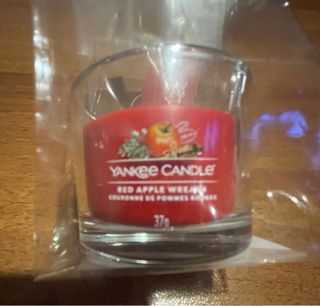 YANKEE CANDLE
RED APPLE WREATH
COURONNE DE POMMES ROUGES
37g